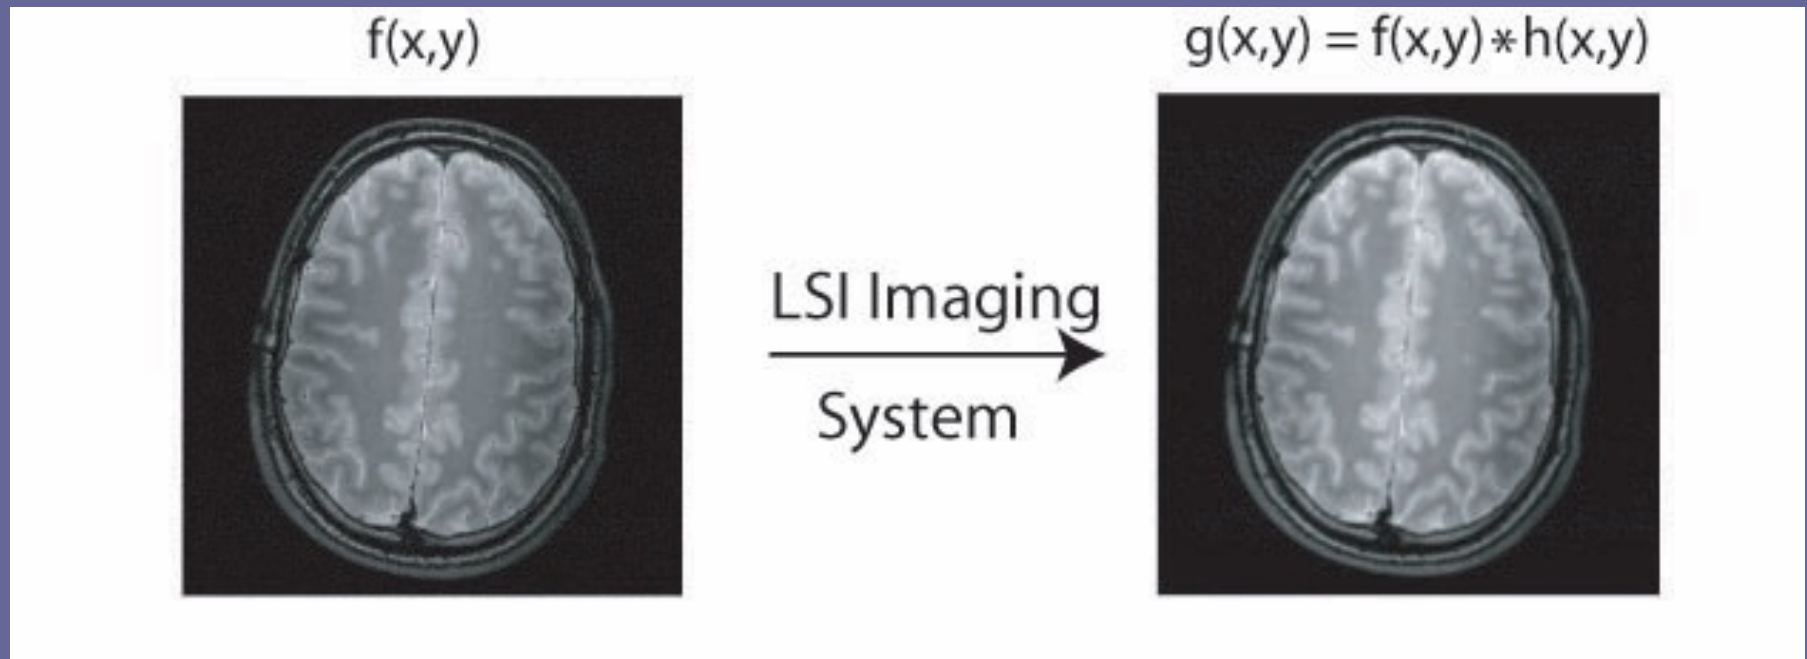 f(x,y)
g(x,y) = f(x,y)*h(x,y)
LSI Imaging
System